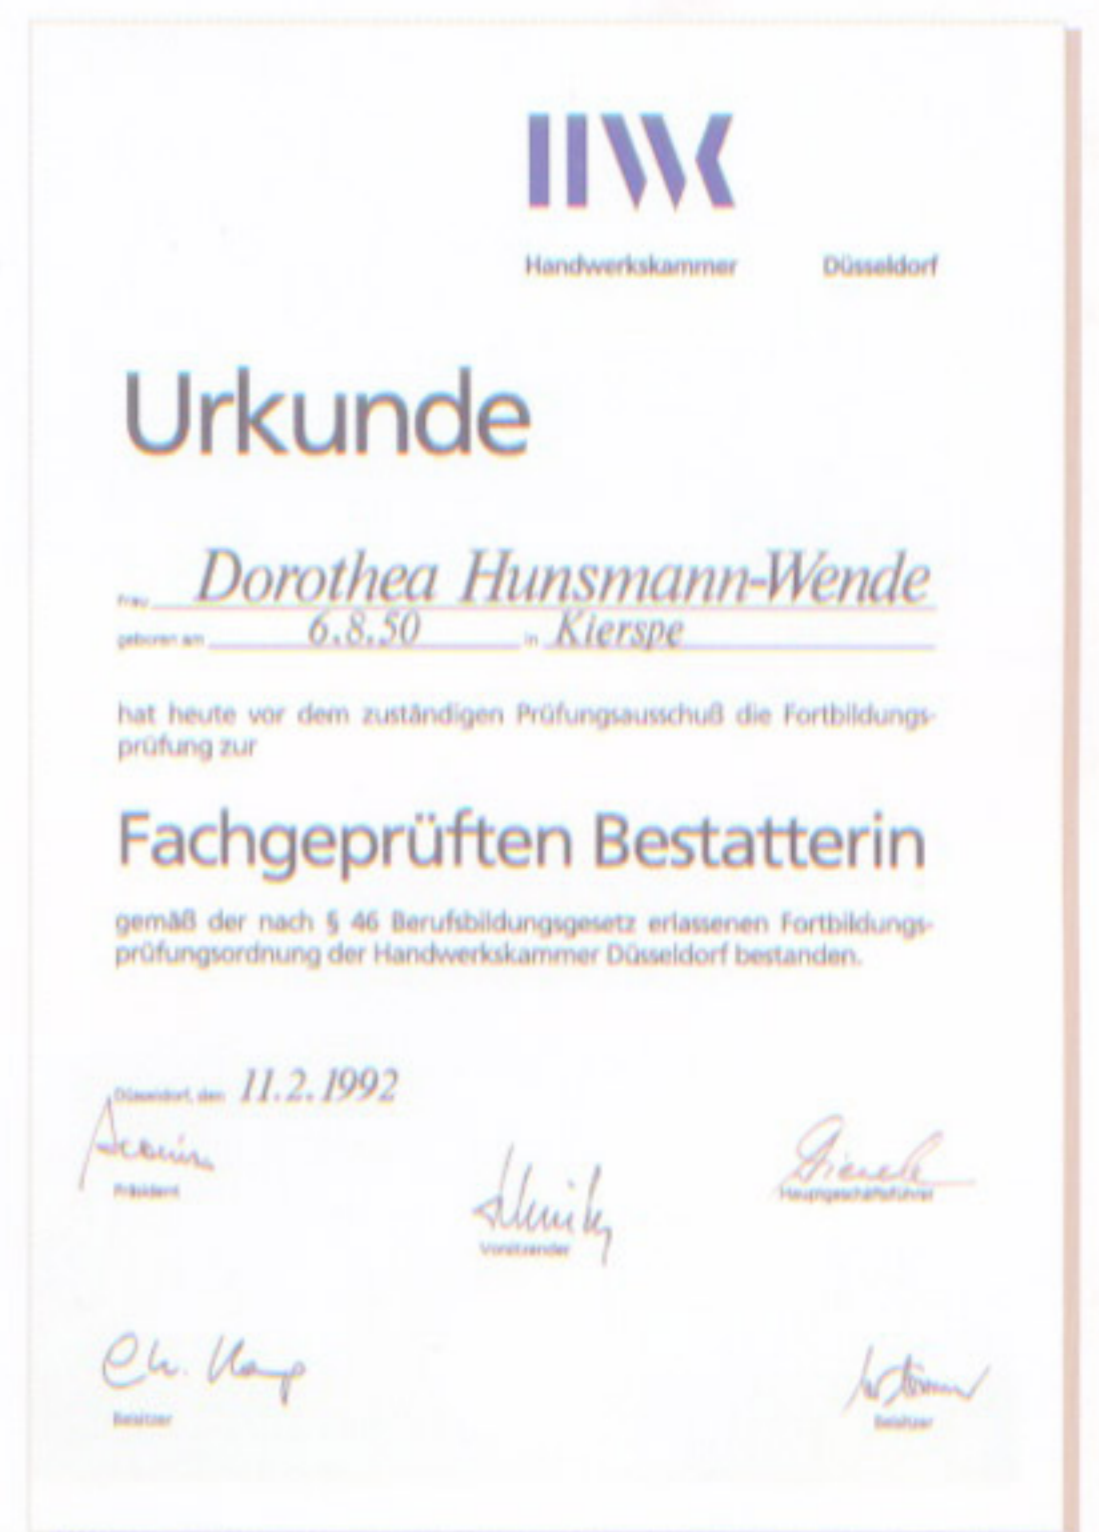 HWK
Handwerkskammer Düsseldorf
Urkunde
Frau Dorothea Hunsmann-Wende
geboren am 6.8.50 in Kierspe
hat heute vor dem zuständigen Prüfungsausschuß die Fortbildungs-
prüfung zur
Fachgeprüften Bestatterin
gemäß der nach § 46 Berufsbildungsgesetz erlassenen Fortbildungs-
prüfungsordnung der Handwerkskammer Düsseldorf bestanden.
Düsseldorf, den 11.2.1992
Präsident
Hauptgeschäftsführer
Vorsitzender
Beisitzer
Beisitzer